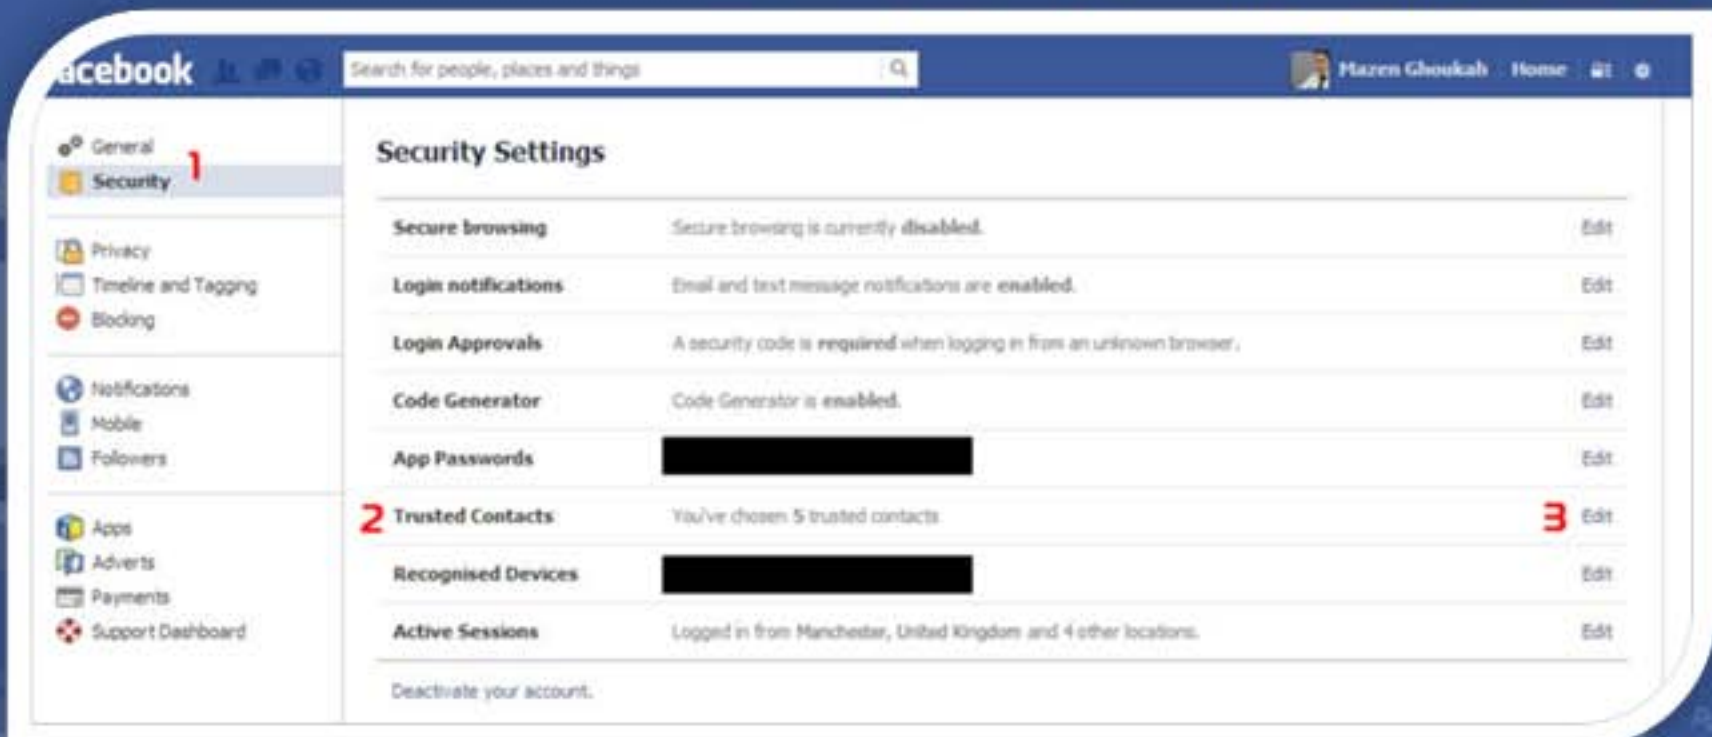 acebook
Search for people, places and things
Mazen Ghoukah Home
General
1
Security
Privacy
Timeline and Tagging
Blocking
Notifications
Mobile
Followers
Apps
Adverts
Payments
Support Dashboard
Security Settings
Secure browsing Secure browsing is currently disabled. Edit
Login notifications Email and text message notifications are enabled. Edit
Login Approvals A security code is required when logging in from an unknown browser. Edit
Code Generator Code Generator is enabled. Edit
App Passwords Edit
2 Trusted Contacts You've chosen 5 trusted contacts 3 Edit
Recognised Devices Edit
Active Sessions Logged in from Manchester, United Kingdom and 4 other locations. Edit
Deactivate your account.